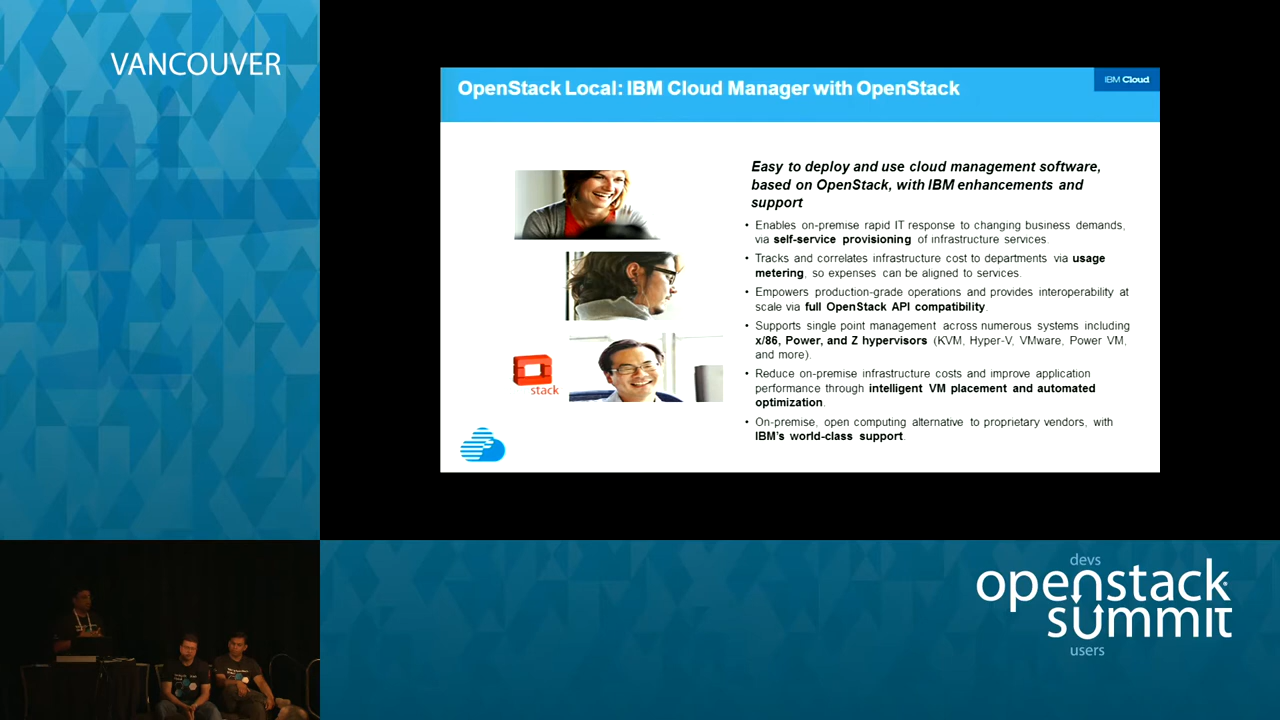 VANCOUVER
OpenStack Local: IBM Cloud Manager with OpenStack
IBM Cloud
Easy to deploy and use cloud management software,
based on OpenStack, with IBM enhancements and
support
• Enables on-premise rapid IT response to changing business demands,
via self-service provisioning of infrastructure services.
• Tracks and correlates infrastructure cost to departments via usage
metering, so expenses can be aligned to services.
• Empowers production-grade operations and provides interoperability at
scale via full OpenStack API compatibility.
• Supports single point management across numerous systems including
x/86, Power, and Z hypervisors (KVM, Hyper-V, VMware, Power VM,
and more).
• Reduce on-premise infrastructure costs and improve application
performance through intelligent VM placement and automated
optimization.
• On-premise, open computing alternative to proprietary vendors, with
IBM's world-class support.
stack
devs
openstack
summit
users